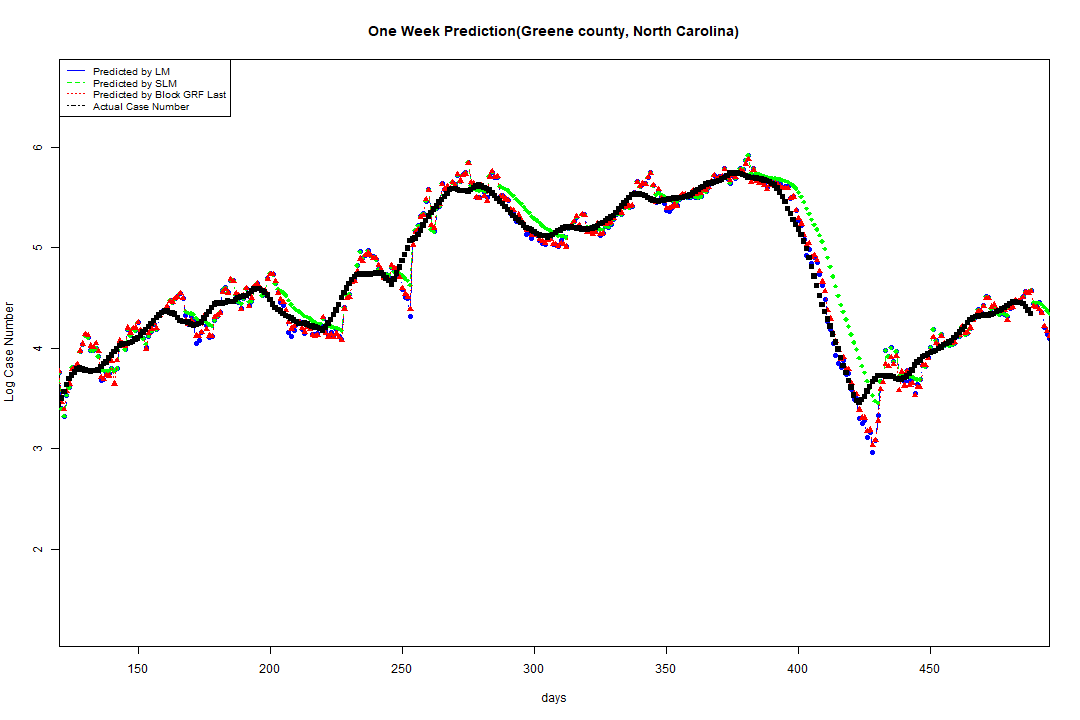 One Week Prediction(Greene county, North Carolina)
Predicted by LM
Predicted by SLM
Predicted by Block GRF Last
Actual Case Number
Log Case Number
6
5
4
3
2
150 200 250 300 350 400 450
days